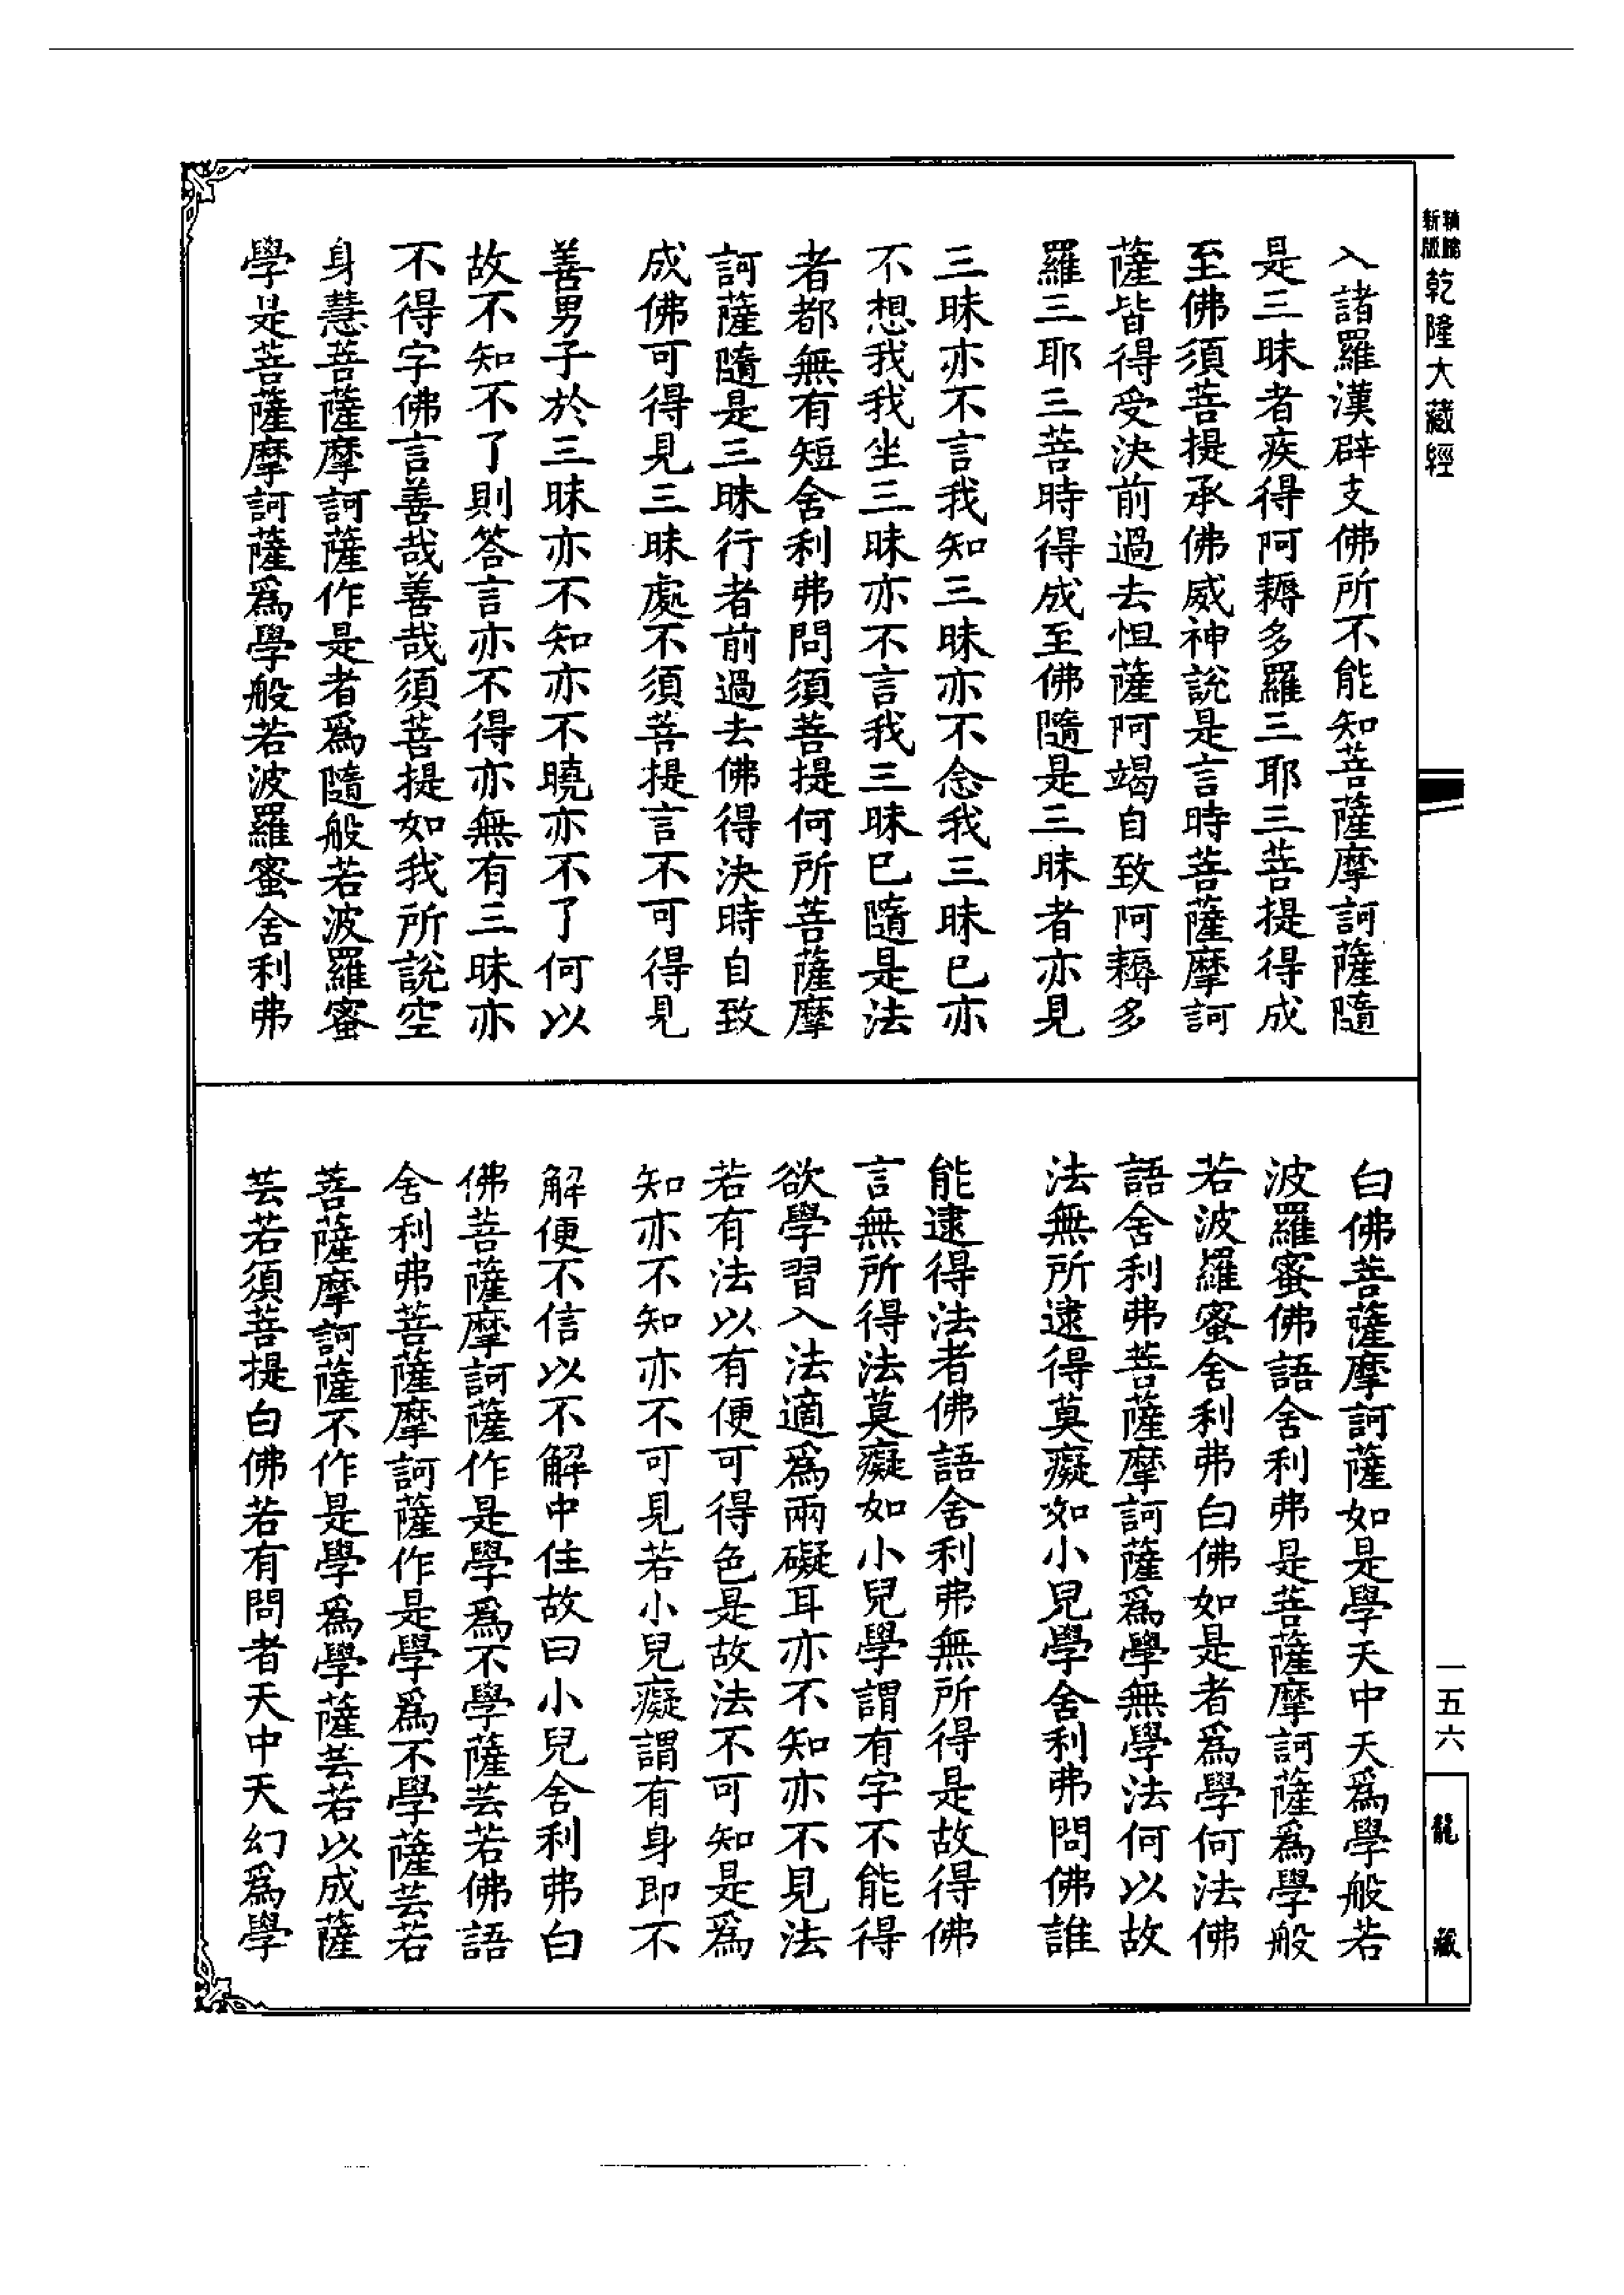 新版
乾隆大藏經
入諸羅漢辟支佛所不能知菩薩摩訶薩隨
是三昧者疾得阿耨多羅三耶三菩提得成
至佛須菩提承佛威神說是言時菩薩摩訶
薩皆得受決前過去怛薩阿竭自致阿耨多
羅三耶三菩時得成至佛隨是三昧者亦見
三昧亦不言我知三昧亦不念我三昧已亦
不想我我坐三昧亦不言我三昧已隨是法
者都無有短舍利弗問須菩提何所菩薩摩
訶薩隨是三昧行者前過去佛得決時自致
成佛可得見三昧處不須菩提言不可得見
善男子於三昧亦不知亦不曉亦不了何以
故不知不了則答言亦不得亦無有三昧亦
不得字佛言善哉善哉須菩提如我所說空
身慧菩薩摩訶薩作是者爲隨般若波羅蜜
學是菩薩摩訶薩爲學般若波羅蜜舍利弗
白佛菩薩摩訶薩如是學天中天爲學般若
波羅蜜佛語舍利弗是菩薩摩訶薩爲學般
若波羅蜜舍利弗白佛如是者爲學何法佛
語舍利弗菩薩摩訶薩爲學無學法何以故
法無所逮得莫癡如小兒學舍利弗問佛誰
能逮得法者佛語舍利弗無所得是故得佛
言無所得法莫癡如小兒學謂有字不能得
欲學習入法適爲兩礙耳亦不知亦不見法
若有法以有便可得色是故法不可知是爲
知亦不知亦不可見若小兒癡謂有身即不
解便不信以不解中住故曰小兒舍利弗白
佛菩薩摩訶薩作是學爲不學薩芸若佛語
舍利弗菩薩摩訶薩作是學爲不學薩芸若
菩薩摩訶薩不作是學爲學薩芸若以成薩
芸若須菩提白佛若有問者天中天幻爲學
一五六
龍藏